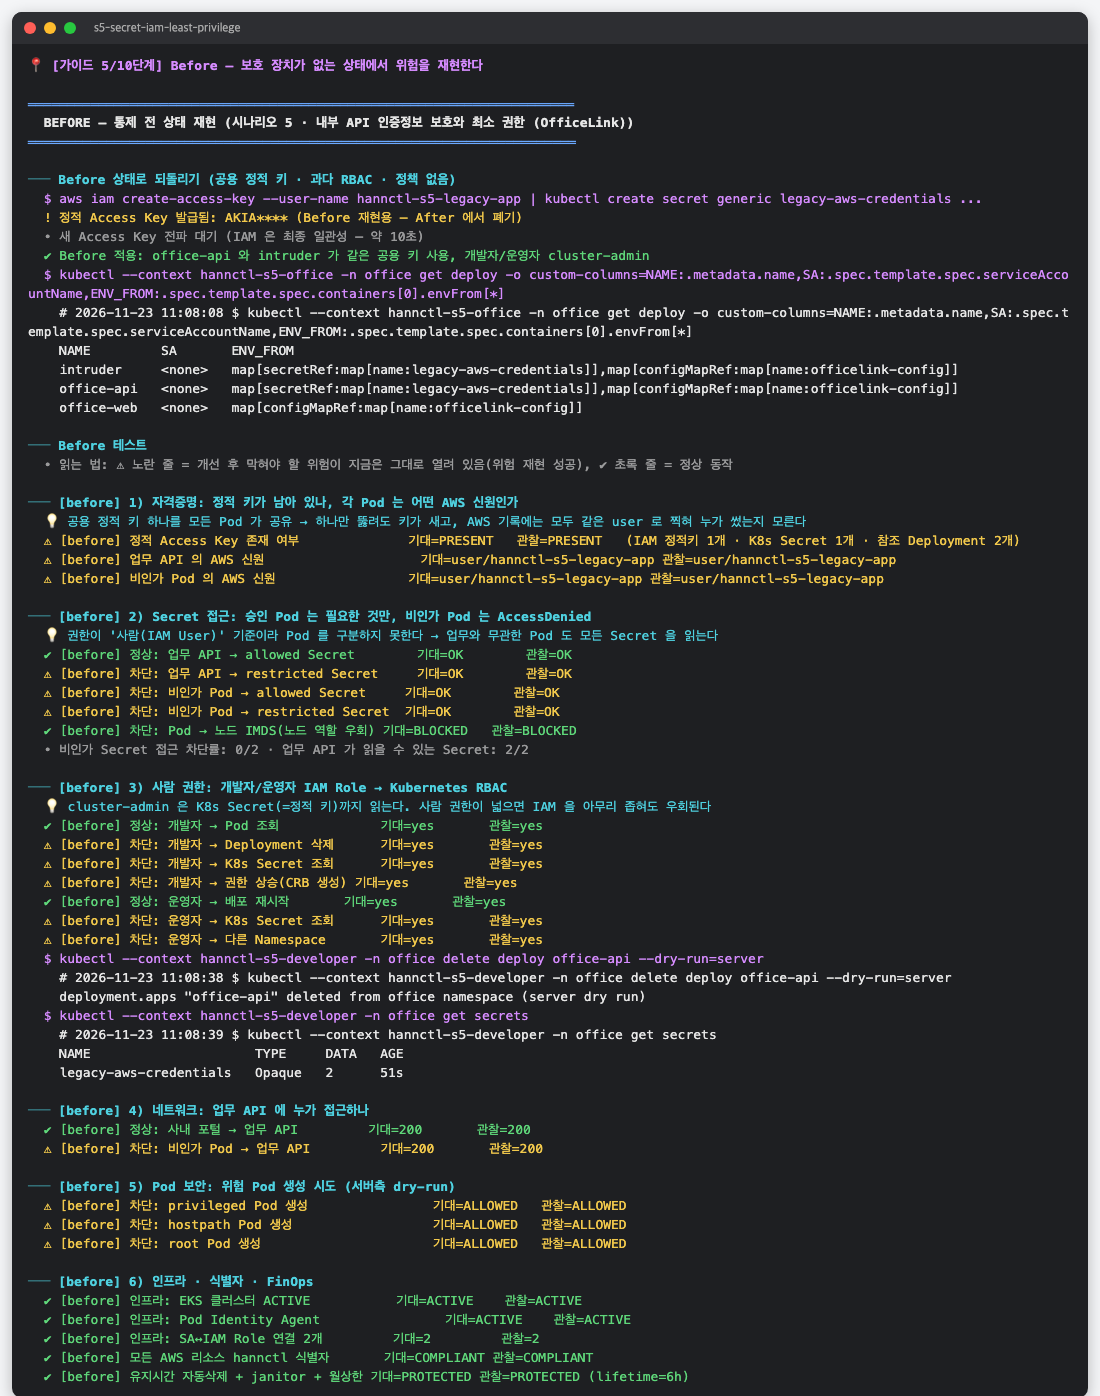 s5-secret-iam-least-privilege
📍 [가이드 5/10단계] Before — 보호 장치가 없는 상태에서 위험을 재현한다
BEFORE — 통제 전 상태 재현 (시나리오 5 · 내부 API 인증정보 보호와 최소 권한 (OfficeLink))
── Before 상태로 되돌리기 (공용 정적 키 · 과다 RBAC · 정책 없음)
$ aws iam create-access-key --user-name hannctl-s5-legacy-app | kubectl create secret generic legacy-aws-credentials ...
! 정적 Access Key 발급됨: AKIA**** (Before 재현용 — After 에서 폐기)
• 새 Access Key 전파 대기 (IAM 은 최종 일관성 — 약 10초)
✔ Before 적용: office-api 와 intruder 가 같은 공용 키 사용, 개발자/운영자 cluster-admin
$ kubectl --context hannctl-s5-office -n office get deploy -o custom-columns=NAME:.metadata.name,SA:.spec.template.spec.serviceAcco
untName,ENV_FROM:.spec.template.spec.containers[0].envFrom[*]
# 2026-11-23 11:08:08 $ kubectl --context hannctl-s5-office -n office get deploy -o custom-columns=NAME:.metadata.name,SA:.spec.t
emplate.spec.serviceAccountName,ENV_FROM:.spec.template.spec.containers[0].envFrom[*]
NAME         SA       ENV_FROM
intruder     <none>   map[secretRef:map[name:legacy-aws-credentials]],map[configMapRef:map[name:officelink-config]]
office-api   <none>   map[secretRef:map[name:legacy-aws-credentials]],map[configMapRef:map[name:officelink-config]]
office-web   <none>   map[configMapRef:map[name:officelink-config]]
── Before 테스트
• 읽는 법: ⚠ 노란 줄 = 개선 후 막혀야 할 위험이 지금은 그대로 열려 있음(위험 재현 성공), ✔ 초록 줄 = 정상 동작
── [before] 1) 자격증명: 정적 키가 남아 있나, 각 Pod 는 어떤 AWS 신원인가
💡 공용 정적 키 하나를 모든 Pod 가 공유 → 하나만 뚫려도 키가 새고, AWS 기록에는 모두 같은 user 로 찍혀 누가 썼는지 모른다
⚠ [before] 정적 Access Key 존재 여부 기대=PRESENT 관찰=PRESENT (IAM 정적키 1개 · K8s Secret 1개 · 참조 Deployment 2개)
⚠ [before] 업무 API 의 AWS 신원 기대=user/hannctl-s5-legacy-app 관찰=user/hannctl-s5-legacy-app
⚠ [before] 비인가 Pod 의 AWS 신원 기대=user/hannctl-s5-legacy-app 관찰=user/hannctl-s5-legacy-app
── [before] 2) Secret 접근: 승인 Pod 는 필요한 것만, 비인가 Pod 는 AccessDenied
💡 권한이 '사람(IAM User)' 기준이라 Pod 를 구분하지 못한다 → 업무와 무관한 Pod 도 모든 Secret 을 읽는다
✔ [before] 정상: 업무 API → allowed Secret 기대=OK 관찰=OK
⚠ [before] 차단: 업무 API → restricted Secret 기대=OK 관찰=OK
⚠ [before] 차단: 비인가 Pod → allowed Secret 기대=OK 관찰=OK
⚠ [before] 차단: 비인가 Pod → restricted Secret 기대=OK 관찰=OK
✔ [before] 차단: Pod → 노드 IMDS(노드 역할 우회) 기대=BLOCKED 관찰=BLOCKED
• 비인가 Secret 접근 차단률: 0/2 · 업무 API 가 읽을 수 있는 Secret: 2/2
── [before] 3) 사람 권한: 개발자/운영자 IAM Role → Kubernetes RBAC
💡 cluster-admin 은 K8s Secret(=정적 키)까지 읽는다. 사람 권한이 넓으면 IAM 을 아무리 좁혀도 우회된다
✔ [before] 정상: 개발자 → Pod 조회 기대=yes 관찰=yes
⚠ [before] 차단: 개발자 → Deployment 삭제 기대=yes 관찰=yes
⚠ [before] 차단: 개발자 → K8s Secret 조회 기대=yes 관찰=yes
⚠ [before] 차단: 개발자 → 권한 상승(CRB 생성) 기대=yes 관찰=yes
✔ [before] 정상: 운영자 → 배포 재시작 기대=yes 관찰=yes
⚠ [before] 차단: 운영자 → K8s Secret 조회 기대=yes 관찰=yes
⚠ [before] 차단: 운영자 → 다른 Namespace 기대=yes 관찰=yes
$ kubectl --context hannctl-s5-developer -n office delete deploy office-api --dry-run=server
# 2026-11-23 11:08:38 $ kubectl --context hannctl-s5-developer -n office delete deploy office-api --dry-run=server
deployment.apps "office-api" deleted from office namespace (server dry run)
$ kubectl --context hannctl-s5-developer -n office get secrets
# 2026-11-23 11:08:39 $ kubectl --context hannctl-s5-developer -n office get secrets
NAME                     TYPE     DATA   AGE
legacy-aws-credentials   Opaque   2      51s
── [before] 4) 네트워크: 업무 API 에 누가 접근하나
✔ [before] 정상: 사내 포털 → 업무 API 기대=200 관찰=200
⚠ [before] 차단: 비인가 Pod → 업무 API 기대=200 관찰=200
── [before] 5) Pod 보안: 위험 Pod 생성 시도 (서버측 dry-run)
⚠ [before] 차단: privileged Pod 생성 기대=ALLOWED 관찰=ALLOWED
⚠ [before] 차단: hostpath Pod 생성 기대=ALLOWED 관찰=ALLOWED
⚠ [before] 차단: root Pod 생성 기대=ALLOWED 관찰=ALLOWED
── [before] 6) 인프라 · 식별자 · FinOps
✔ [before] 인프라: EKS 클러스터 ACTIVE 기대=ACTIVE 관찰=ACTIVE
✔ [before] 인프라: Pod Identity Agent 기대=ACTIVE 관찰=ACTIVE
✔ [before] 인프라: SA↔IAM Role 연결 2개 기대=2 관찰=2
✔ [before] 모든 AWS 리소스 hannctl 식별자 기대=COMPLIANT 관찰=COMPLIANT
✔ [before] 유지시간 자동삭제 + janitor + 월상한 기대=PROTECTED 관찰=PROTECTED (lifetime=6h)